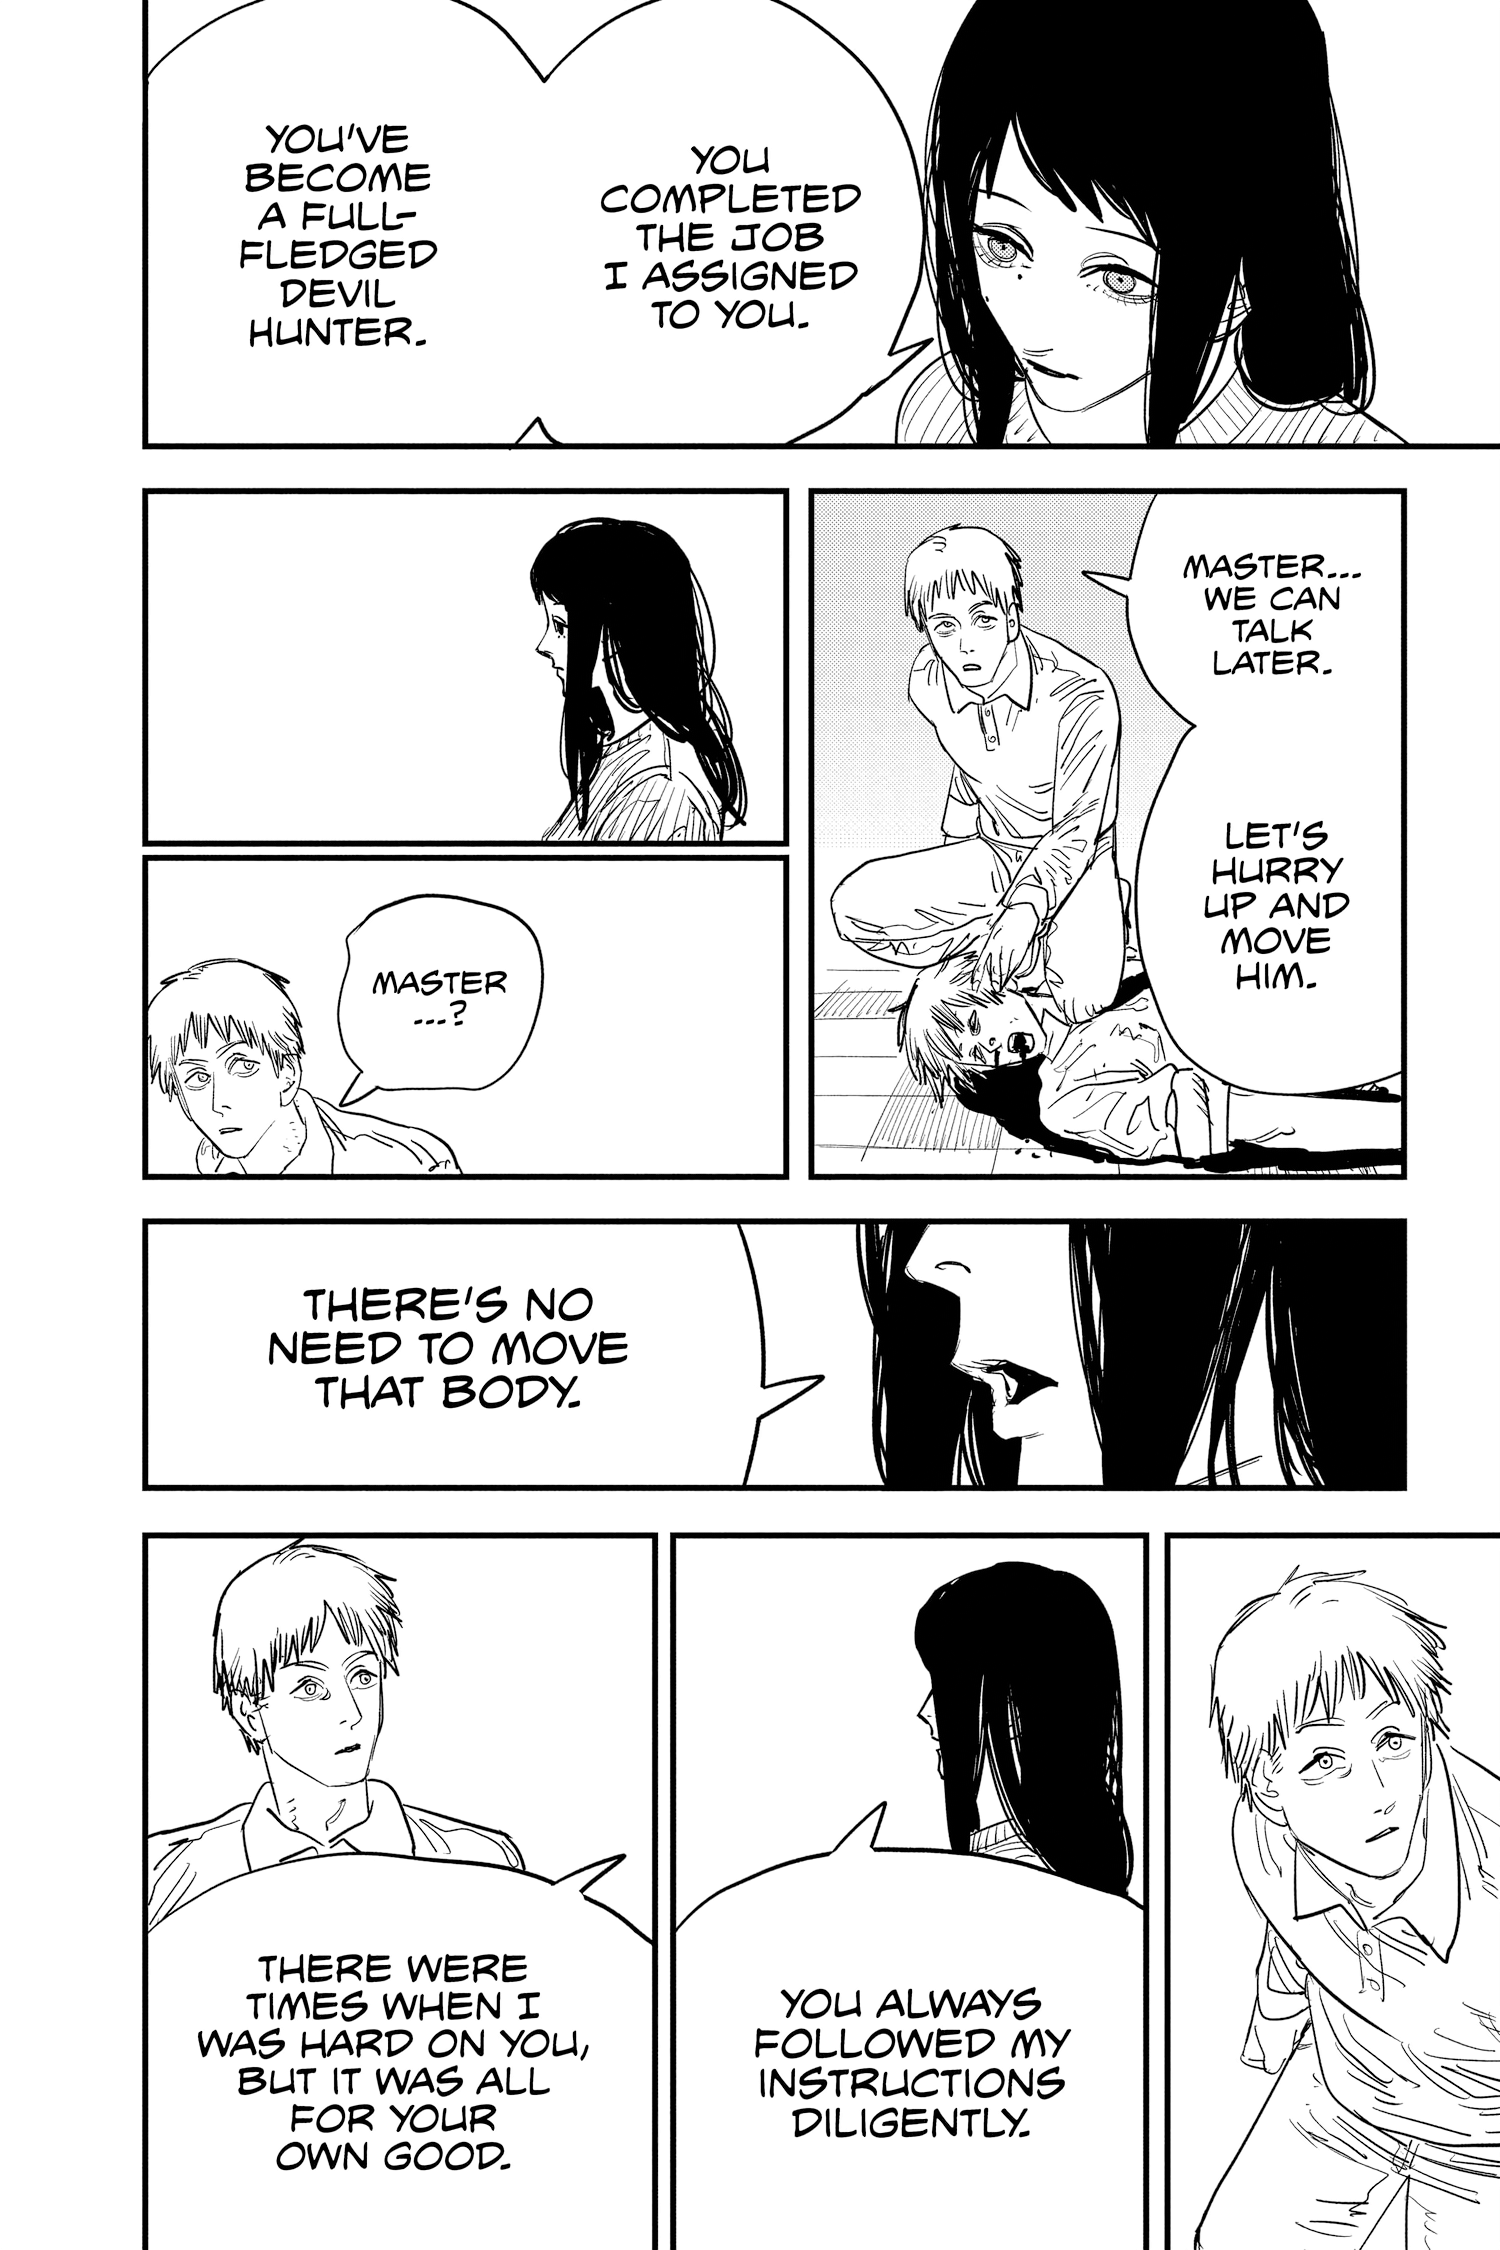 YOU
COMPLETED
THE JOB
I ASSIGNED
TO YOU.
YOU'VE
BECOME
A FULL-
FLEDGED
DEVIL
HUNTER.
MASTER...
WE CAN
TALK
LATER.
LET'S
HURRY
UP AND
MOVE
HIM.
MASTER
...?
THERE'S NO
NEED TO MOVE
THAT BODY.
YOU ALWAYS
FOLLOWED MY
INSTRUCTIONS
DILIGENTLY.
THERE WERE
TIMES WHEN I
WAS HARD ON YOU,
BUT IT WAS ALL
FOR YOUR
OWN GOOD.